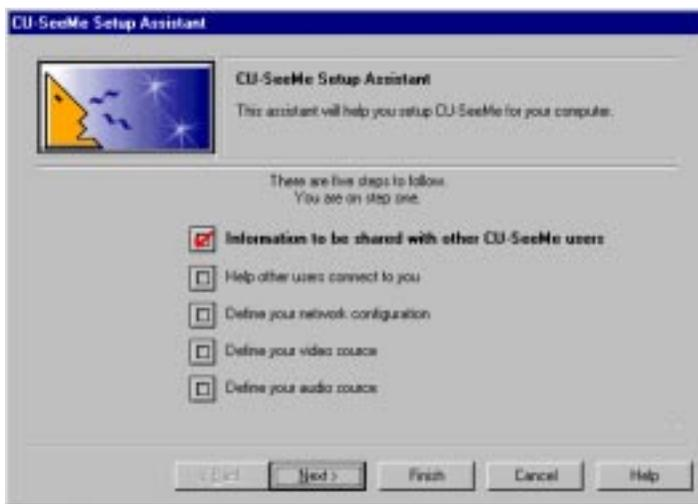 CU-SeeMe Setup Assistant
CU-SeeMe Setup Assistant
This assistant will help you setup CU-SeeMe for your computer.
There are five steps to follow.
You are on step one.
Information to be shared with other CU-SeeMe users
Help other users connect to you
Define your network configuration
Define your video source
Define your audio source
< Back
Next >
Finish
Cancel
Help